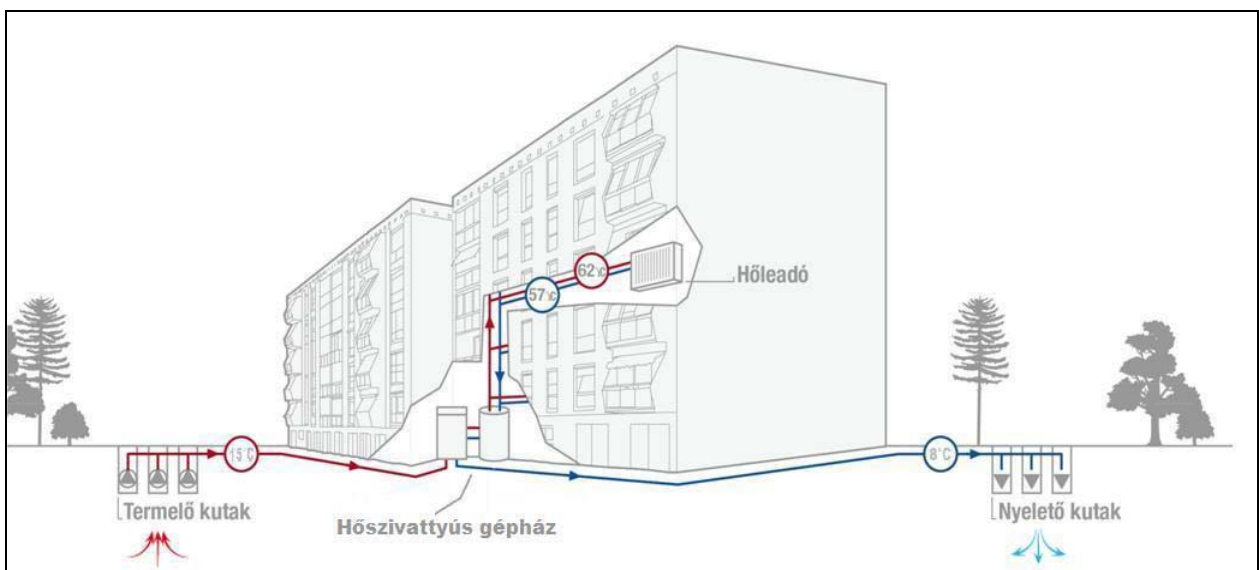 62°C
57°C
Hőleadó
15°C
8°C
Termelő kutak
Hőszivattyús gépház
Nyelető kutak